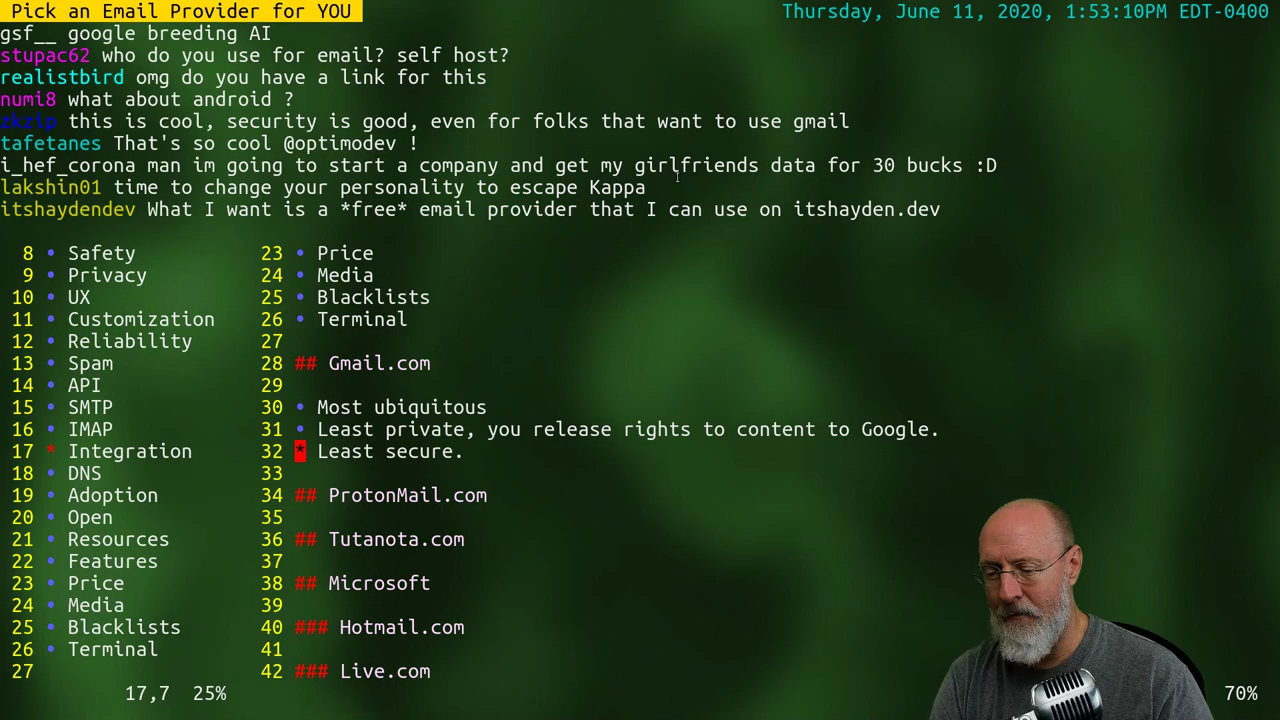 Pick an Email Provider for YOU
Thursday, June 11, 2020, 1:53:10PM EDT-0400
gsf__ google breeding AI
stupac62 who do you use for email? self host?
realistbird omg do you have a link for this
numi8 what about android ?
zkzip this is cool, security is good, even for folks that want to use gmail
tafetanes That's so cool @optimodev !
i_hef_corona man im going to start a company and get my girlfriends data for 30 bucks :D
lakshin01 time to change your personality to escape Kappa
itshaydendev What I want is a *free* email provider that I can use on itshayden.dev
8 • Safety
9 • Privacy
10 • UX
11 • Customization
12 • Reliability
13 • Spam
14 • API
15 • SMTP
16 • IMAP
17 * Integration
18 • DNS
19 • Adoption
20 • Open
21 • Resources
22 • Features
23 • Price
24 • Media
25 • Blacklists
26 • Terminal
27
17,7 25%
23 • Price
24 • Media
25 • Blacklists
26 • Terminal
27
28 ## Gmail.com
29
30 • Most ubiquitous
31 • Least private, you release rights to content to Google.
32 * Least secure.
33
34 ## ProtonMail.com
35
36 ## Tutanota.com
37
38 ## Microsoft
39
40 ### Hotmail.com
41
42 ### Live.com
70%